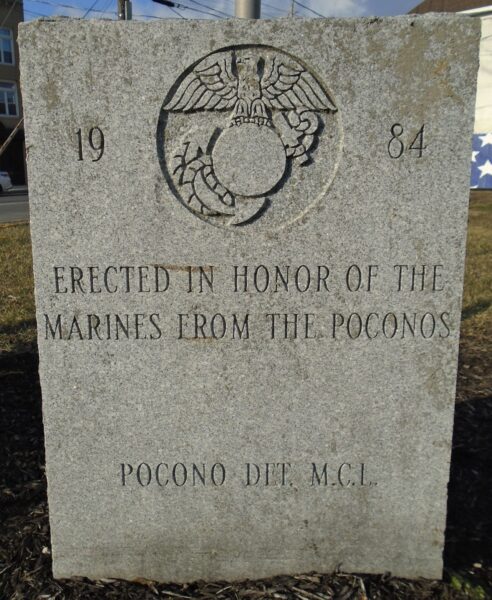 19 84
ERECTED IN HONOR OF THE
MARINES FROM THE POCONOS
POCONO DET. M.C.L.